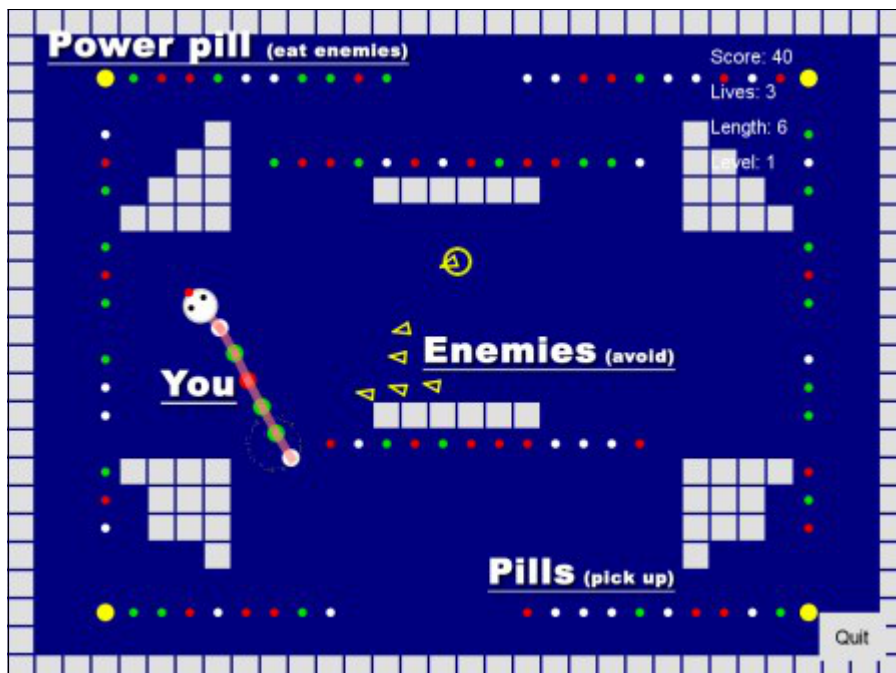 Power pill (eat enemies)
Score: 40
Lives: 3
Length: 6
Level: 1
Enemies (avoid)
You
Pills (pick up)
Quit